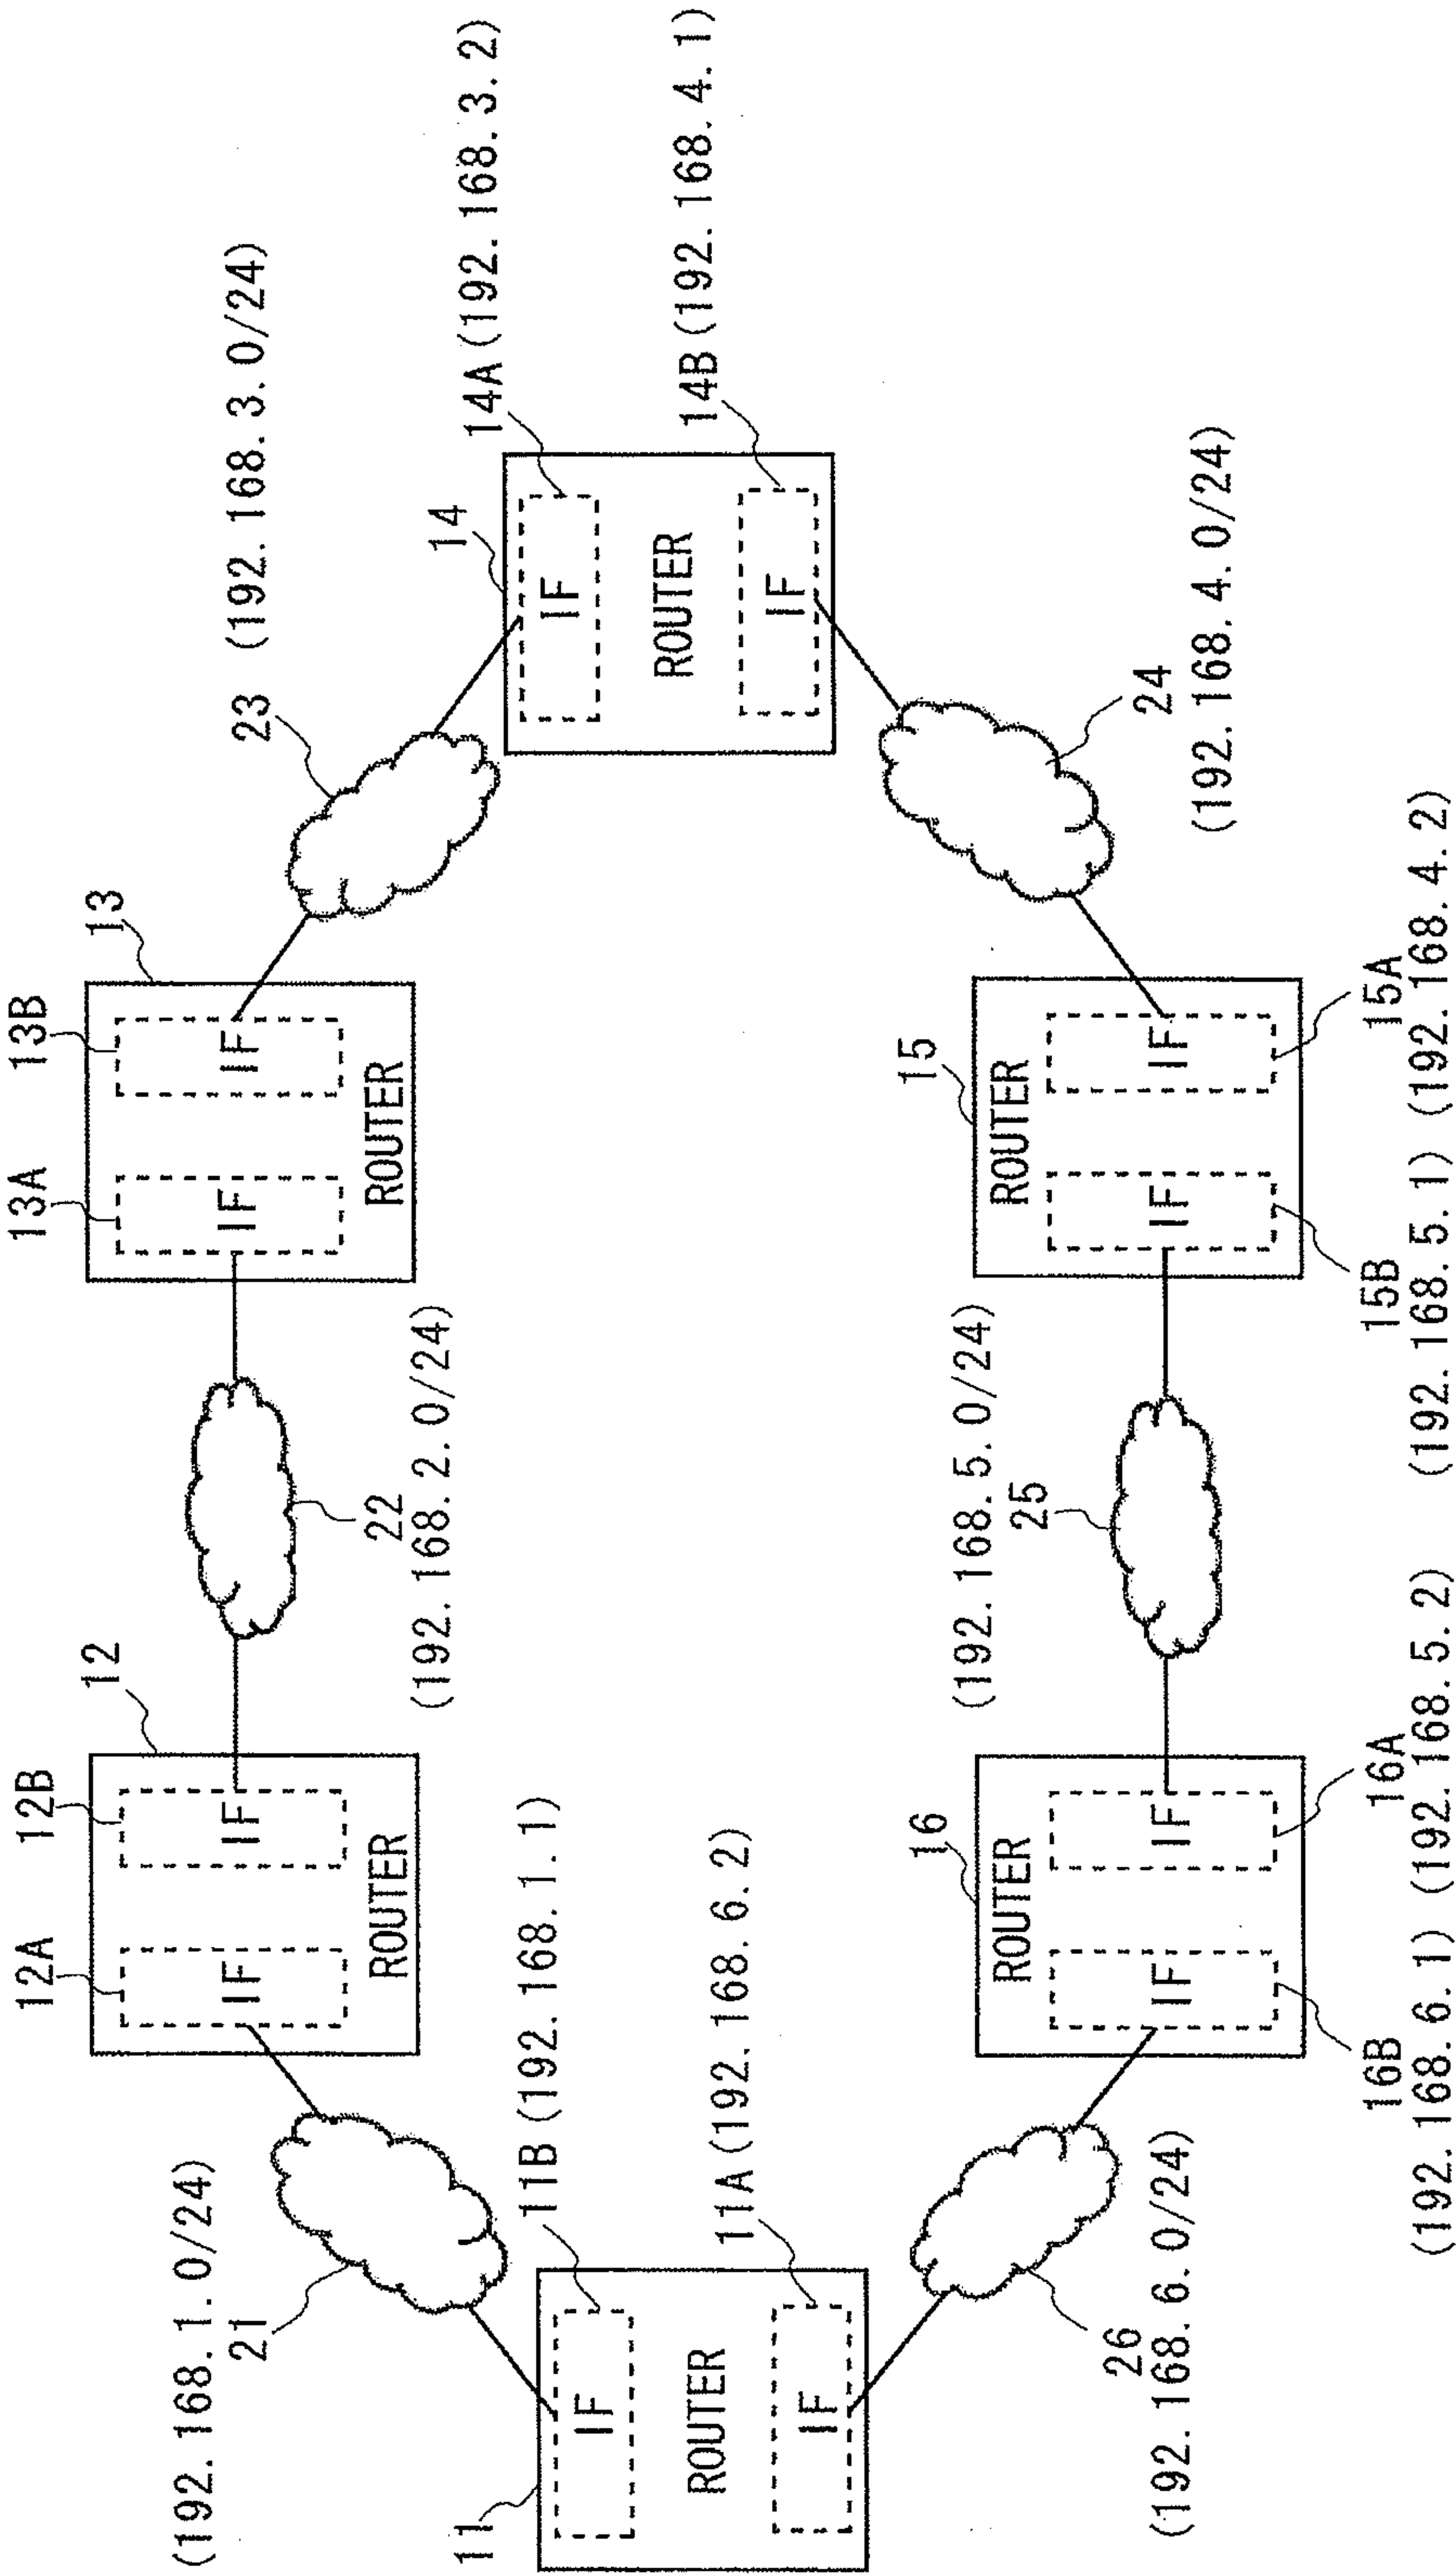 12A
12B
13A
13B
12
13
IF
IF
IF
IF
ROUTER
ROUTER
(192. 168. 1. 0/24)
21
22
(192. 168. 2. 0/24)
23
(192. 168. 3. 0/24)
11
IF
11B (192. 168. 1. 1)
ROUTER
IF
11A (192. 168. 6. 2)
14
IF
14A (192. 168. 3. 2)
ROUTER
IF
14B (192. 168. 4. 1)
26
(192. 168. 6. 0/24)
(192. 168. 5. 0/24)
25
24
(192. 168. 4. 0/24)
16
15
ROUTER
ROUTER
IF
IF
IF
IF
16B
16A
15B
15A
(192. 168. 6. 1) (192. 168. 5. 2)
(192. 168. 5. 1) (192. 168. 4. 2)